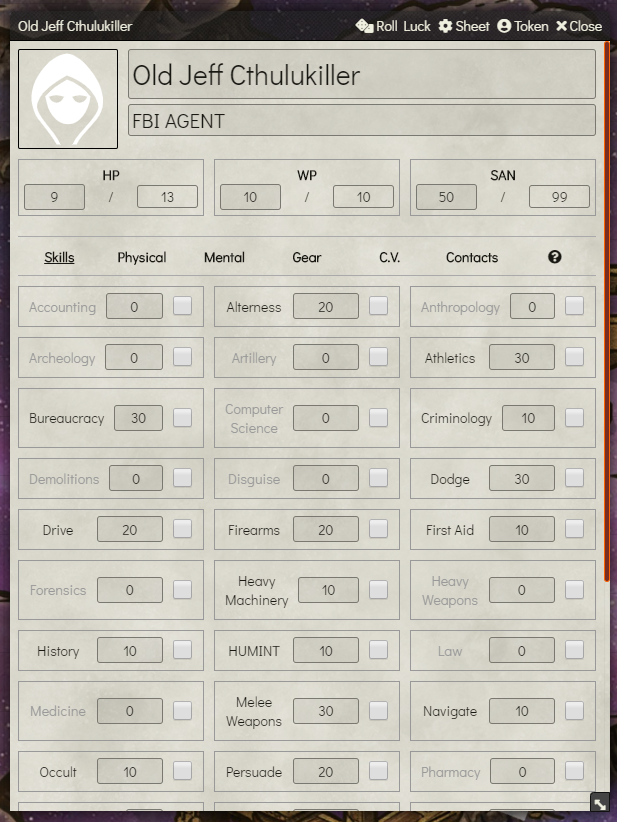 Old Jeff Cthulukiller Roll Luck Sheet Token Close
Old Jeff Cthulukiller
FBI AGENT
HP WP SAN
9 / 13 10 / 10 50 / 99
Skills Physical Mental Gear C.V. Contacts ?
Accounting 0 Alterness 20 Anthropology 0
Archeology 0 Artillery 0 Athletics 30
Bureaucracy 30 Computer Science 0 Criminology 10
Demolitions 0 Disguise 0 Dodge 30
Drive 20 Firearms 20 First Aid 10
Forensics 0 Heavy Machinery 10 Heavy Weapons 0
History 10 HUMINT 10 Law 0
Medicine 0 Melee Weapons 30 Navigate 10
Occult 10 Persuade 20 Pharmacy 0